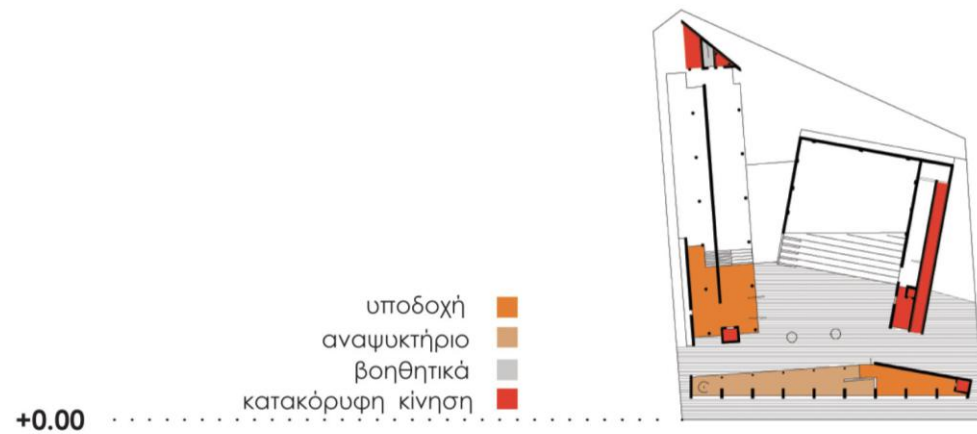 υποδοχή
αναψυκτήριο
βοηθητικά
κατακόρυφη κίνηση
+0.00